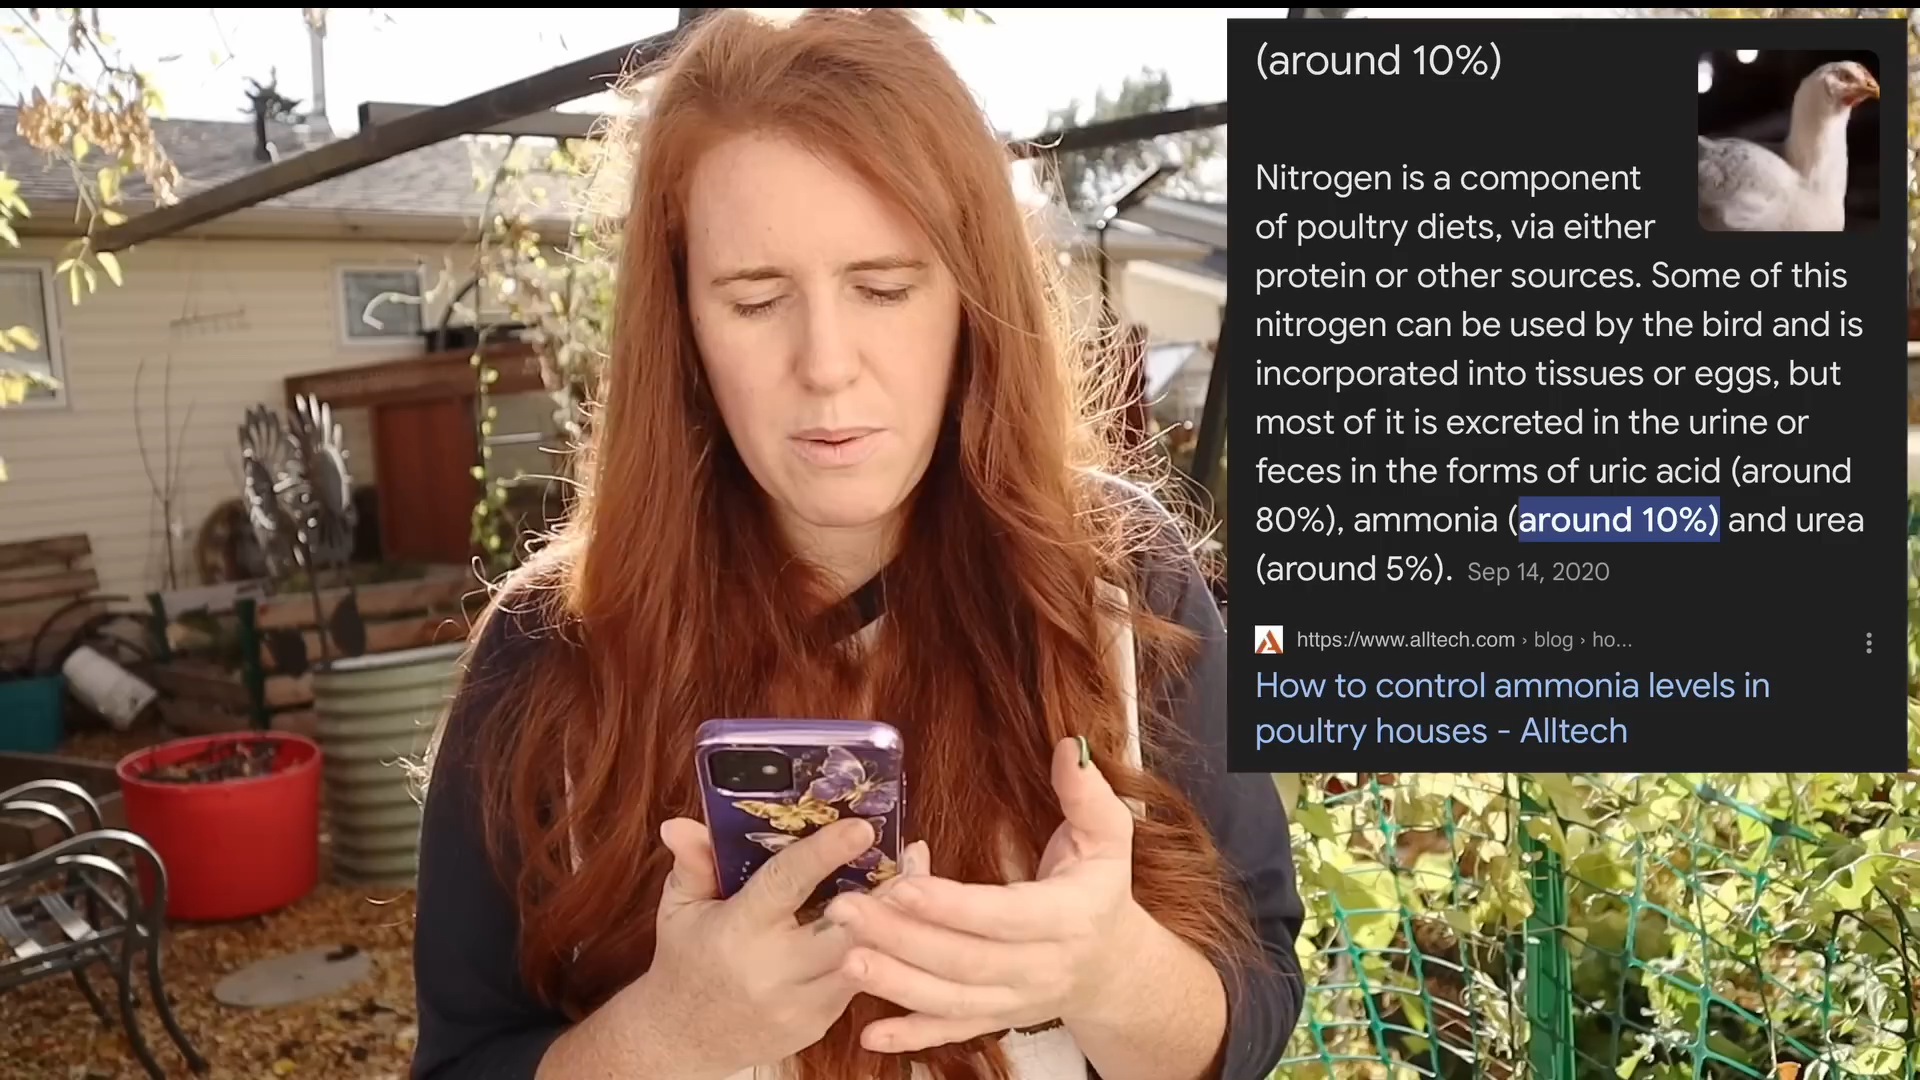 (around 10%)
Nitrogen is a component
of poultry diets, via either
protein or other sources. Some of this
nitrogen can be used by the bird and is
incorporated into tissues or eggs, but
most of it is excreted in the urine or
feces in the forms of uric acid (around
80%), ammonia (around 10%) and urea
(around 5%). Sep 14, 2020
https://www.alltech.com › blog › ho...
How to control ammonia levels in
poultry houses - Alltech